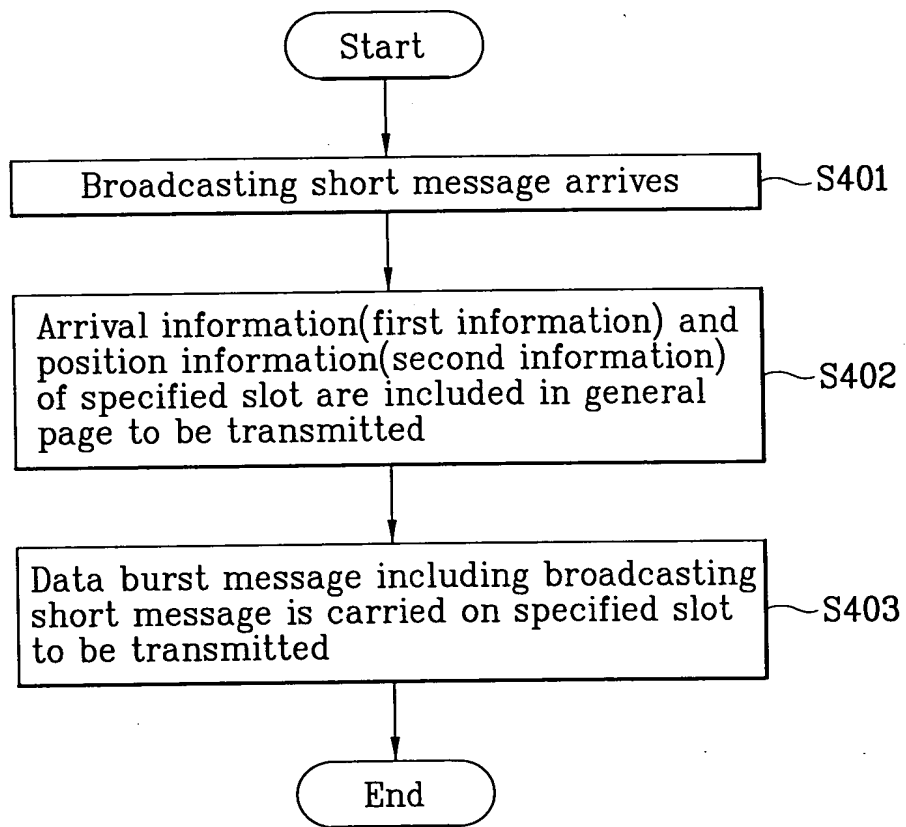 Start
Broadcasting short message arrives
S401
Arrival information(first information) and
position information(second information)
of specified slot are included in general
page to be transmitted
S402
Data burst message including broadcasting
short message is carried on specified slot
to be transmitted
S403
End